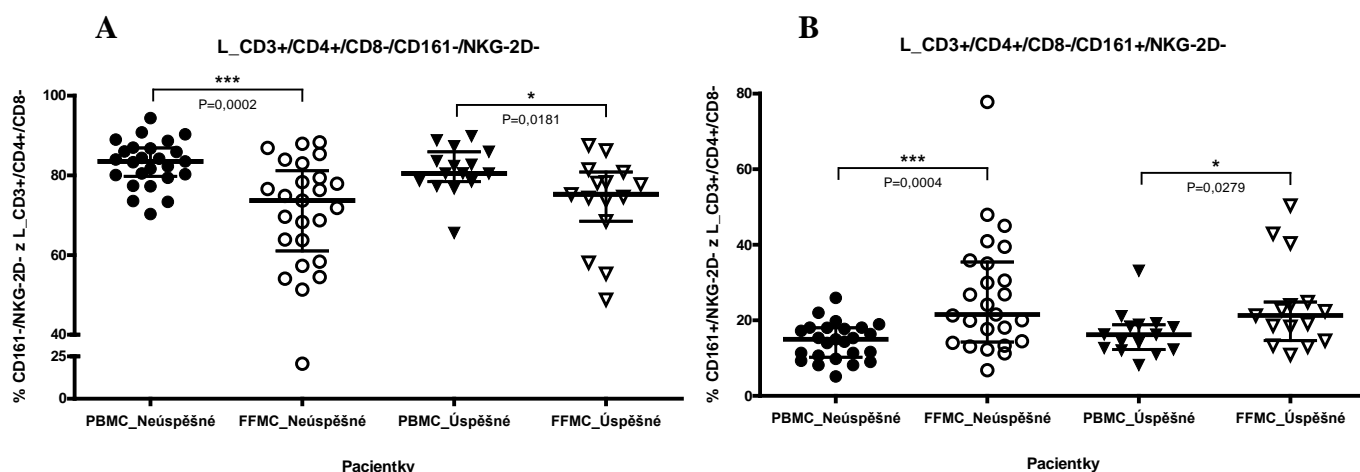 A
L_CD3+/CD4+/CD8-/CD161-/NKG-2D-
% CD161-/NKG-2D- z L_CD3+/CD4+/CD8-
100
80
60
40
25
0
***
P=0,0002
*
P=0,0181
PBMC_Neúspěšné FFMC_Neúspěšné PBMC_Úspěšné FFMC_Úspěšné
Pacientky
B
L_CD3+/CD4+/CD8-/CD161+/NKG-2D-
% CD161+/NKG-2D- z L_CD3+/CD4+/CD8-
80
60
40
20
0
***
P=0,0004
*
P=0,0279
PBMC_Neúspěšné FFMC_Neúspěšné PBMC_Úspěšné FFMC_Úspěšné
Pacientky